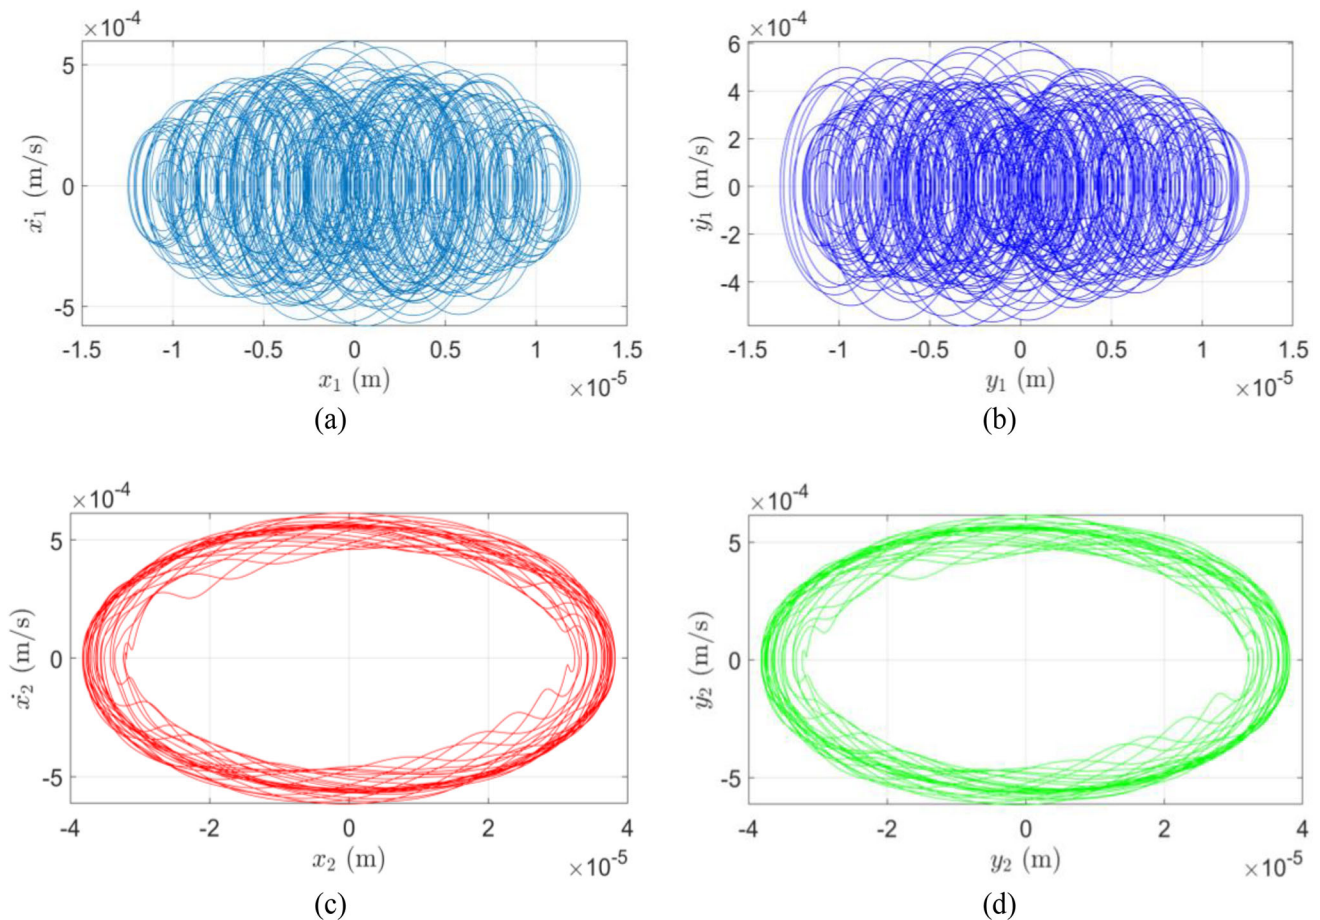 ×10⁻⁴
5
0
-5
ẋ₁ (m/s)
-1.5 -1 -0.5 0 0.5 1 1.5
x₁ (m)
×10⁻⁵
(a)
×10⁻⁴
6
4
2
0
-2
-4
ẏ₁ (m/s)
-1.5 -1 -0.5 0 0.5 1 1.5
y₁ (m)
×10⁻⁵
(b)
×10⁻⁴
5
0
-5
ẋ₂ (m/s)
-4 -2 0 2 4
x₂ (m)
×10⁻⁵
(c)
×10⁻⁴
5
0
-5
ẏ₂ (m/s)
-4 -2 0 2 4
y₂ (m)
×10⁻⁵
(d)